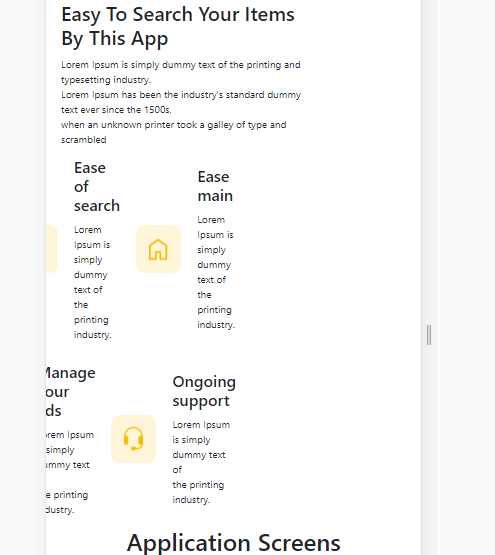 Easy To Search Your Items
By This App
Lorem Ipsum is simply dummy text of the printing and
typesetting industry.
Lorem Ipsum has been the industry's standard dummy
text ever since the 1500s,
when an unknown printer took a galley of type and
scrambled
Ease
of
search
Lorem
Ipsum is
simply
dummy
text of
the
printing
industry.
Ease
main
Lorem
Ipsum is
simply
dummy
text of
the
printing
industry.
Manage
our
ds
orem Ipsum
simply
ummy text
e printing
dustry.
Ongoing
support
Lorem Ipsum
is simply
dummy text
of
the printing
industry.
Application Screens